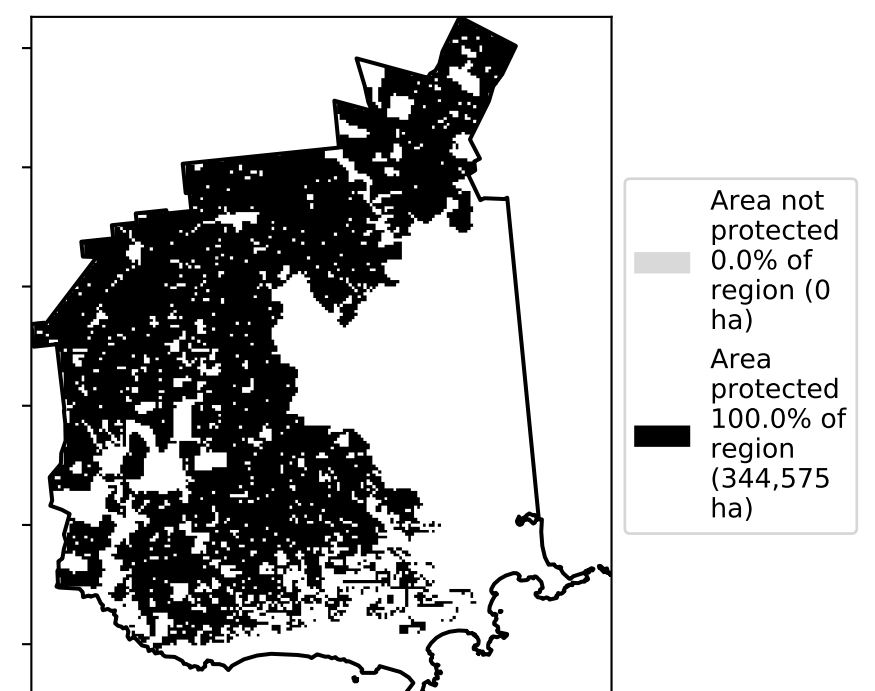 Area not
protected
0.0% of
region (0
ha)
Area
protected
100.0% of
region
(344,575
ha)